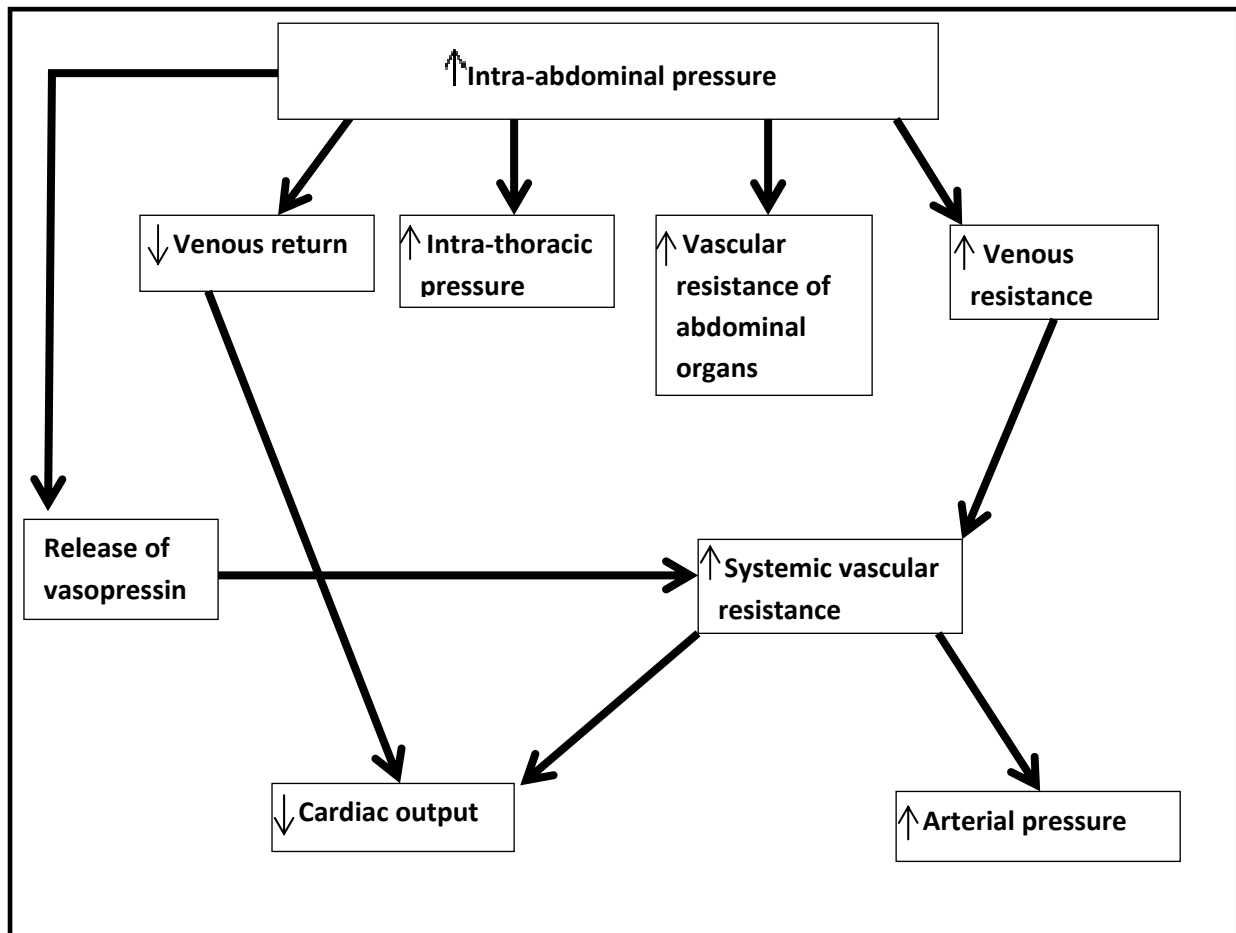 ↑Intra-abdominal pressure
↓ Venous return
↑ Intra-thoracic
pressure
↑ Vascular
resistance of
abdominal
organs
↑ Venous
resistance
Release of
vasopressin
↑ Systemic vascular
resistance
↓ Cardiac output
↑ Arterial pressure